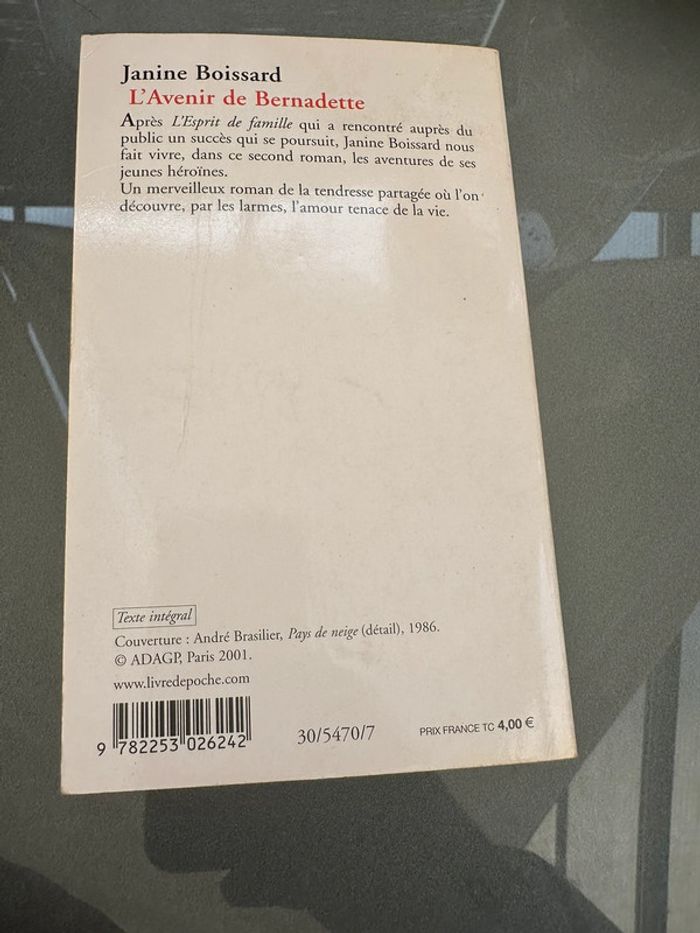 Janine Boissard
L'Avenir de Bernadette
Après L'Esprit de famille qui a rencontré auprès du
public un succès qui se poursuit, Janine Boissard nous
fait vivre, dans ce second roman, les aventures de ses
jeunes héroïnes.
Un merveilleux roman de la tendresse partagée où l'on
découvre, par les larmes, l'amour tenace de la vie.
Texte intégral
Couverture : André Brasilier, Pays de neige (détail), 1986.
© ADAGP, Paris 2001.
www.livredepoche.com
9 782253 026242
30/5470/7
PRIX FRANCE TC 4,00 €